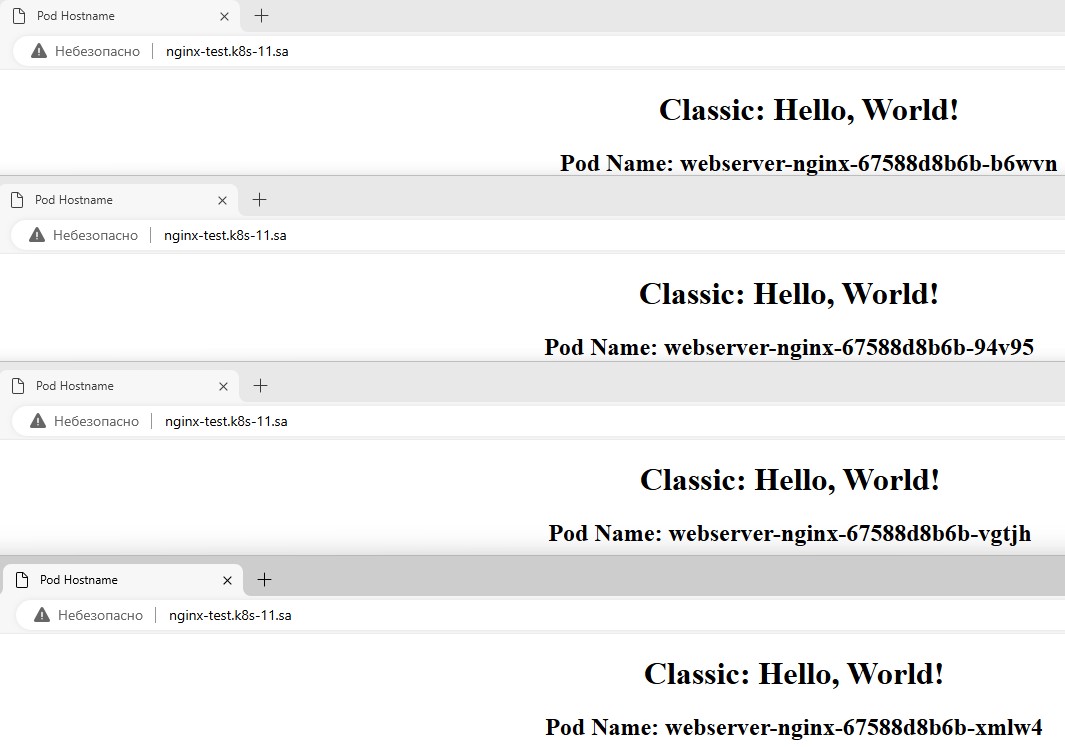 Pod Hostname
Небезопасно nginx-test.k8s-11.sa
Classic: Hello, World!
Pod Name: webserver-nginx-67588d8b6b-b6wvn
Pod Hostname
Небезопасно nginx-test.k8s-11.sa
Classic: Hello, World!
Pod Name: webserver-nginx-67588d8b6b-94v95
Pod Hostname
Небезопасно nginx-test.k8s-11.sa
Classic: Hello, World!
Pod Name: webserver-nginx-67588d8b6b-vgtjh
Pod Hostname
Небезопасно nginx-test.k8s-11.sa
Classic: Hello, World!
Pod Name: webserver-nginx-67588d8b6b-xmlw4